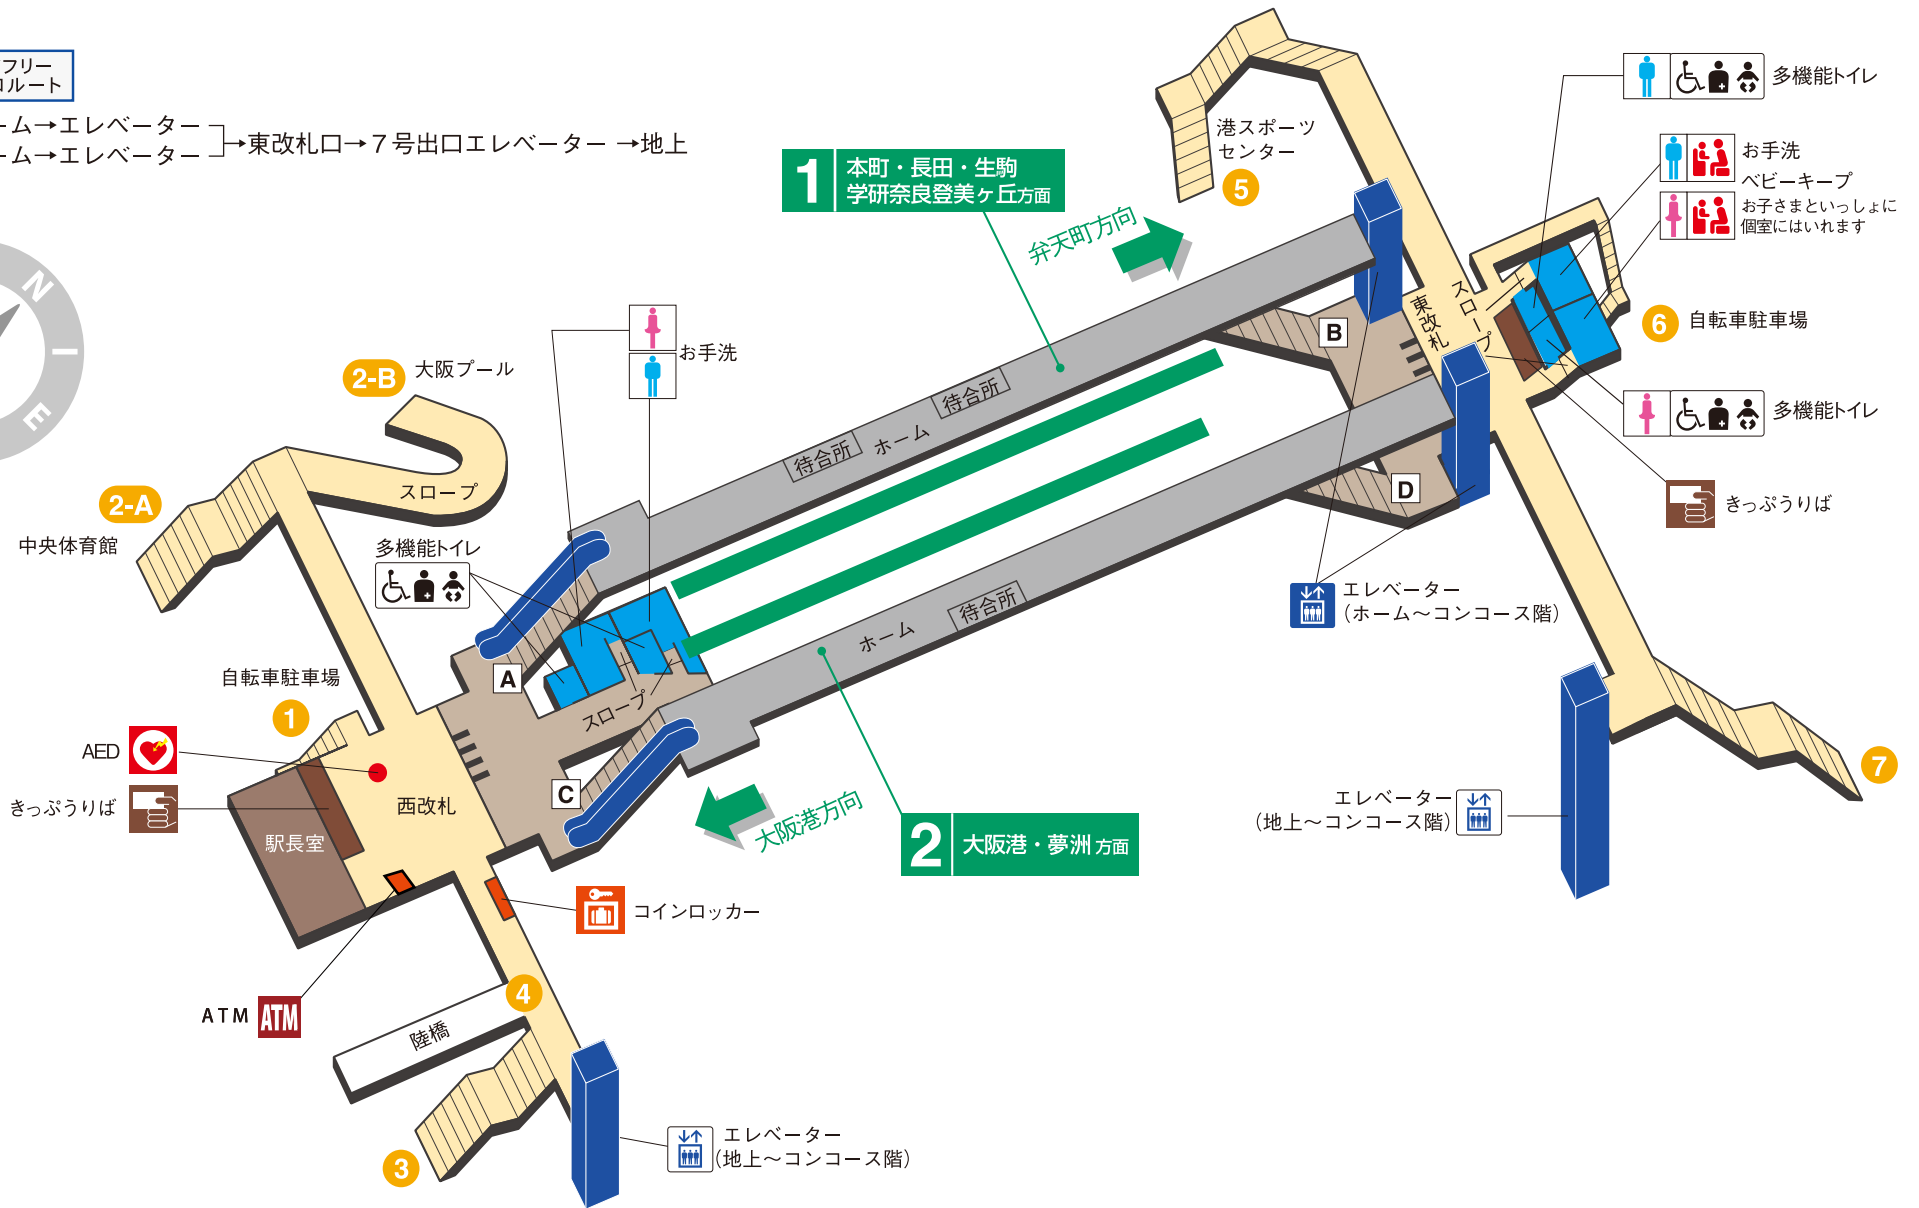 フリー
ルート
ーム→エレベーター
ーム→エレベーター
→東改札口→7号出口エレベーター→地上
N
I
E
1 本町・長田・生駒
学研奈良登美ヶ丘方面
弁天町方向
港スポーツ
センター
5
多機能トイレ
お手洗
ベビーキープ
お子さまといっしょに
個室にはいれます
6 自転車駐車場
多機能トイレ
きっぷうりば
スロープ
東改札
B
D
お手洗
2-B 大阪プール
スロープ
2-A
中央体育館
多機能トイレ
待合所
ホーム
待合所
ホーム
待合所
エレベーター
(ホーム～コンコース階)
A
スロープ
C
自転車駐車場
1
AED
きっぷうりば
西改札
駅長室
大阪港方向
2 大阪港・夢洲方面
コインロッカー
ATM ATM
4
陸橋
3
エレベーター
(地上～コンコース階)
エレベーター
(地上～コンコース階)
7